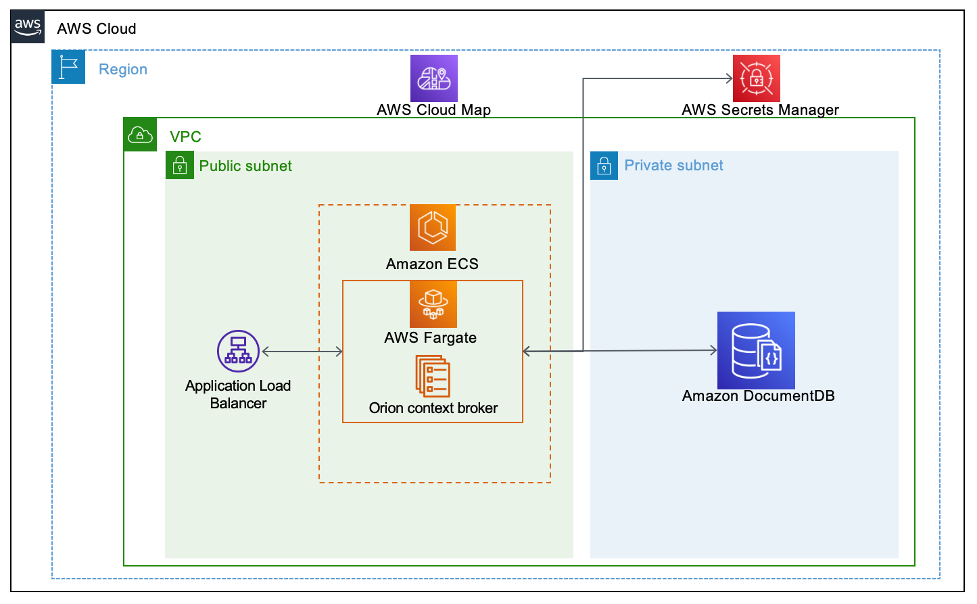 aws
AWS Cloud
Region
AWS Cloud Map
AWS Secrets Manager
VPC
Public subnet
Private subnet
Amazon ECS
AWS Fargate
Application Load
Balancer
Orion context broker
Amazon DocumentDB